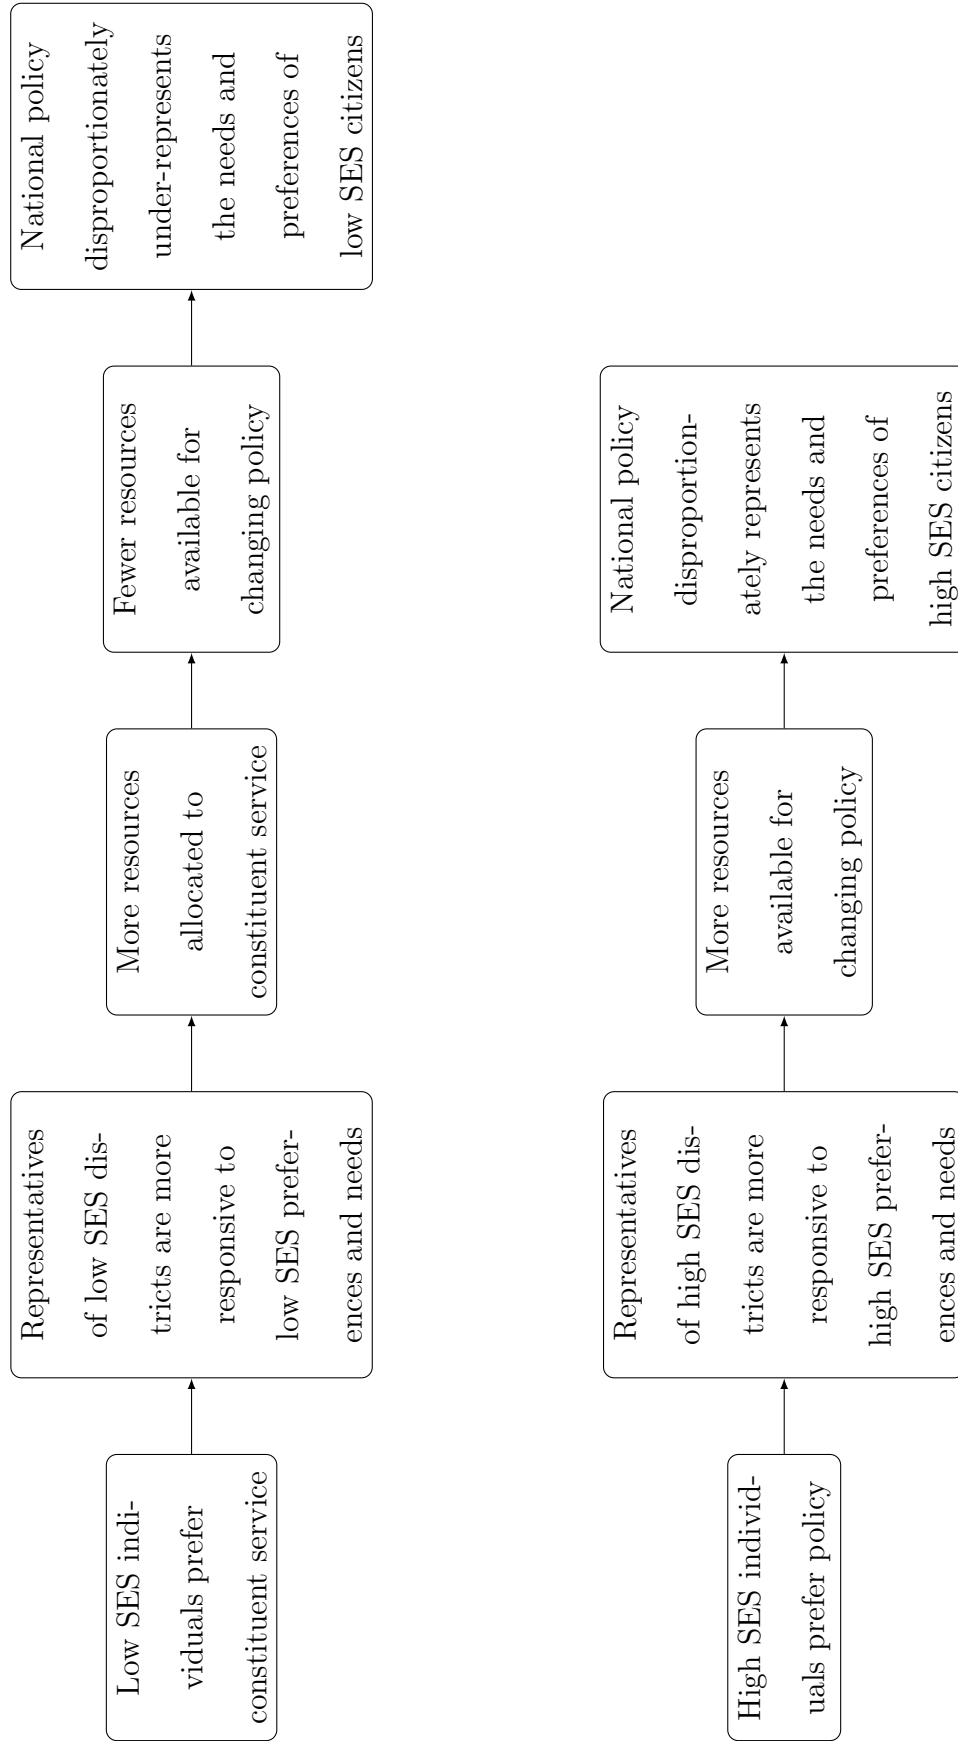 Low SES indi-
viduals prefer
constituent service
Representatives
of low SES dis-
tricts are more
responsive to
low SES prefer-
ences and needs
More resources
allocated to
constituent service
Fewer resources
available for
changing policy
National policy
disproportionately
under-represents
the needs and
preferences of
low SES citizens
High SES individ-
uals prefer policy
Representatives
of high SES dis-
tricts are more
responsive to
high SES prefer-
ences and needs
More resources
available for
changing policy
National policy
disproportion-
ately represents
the needs and
preferences of
high SES citizens